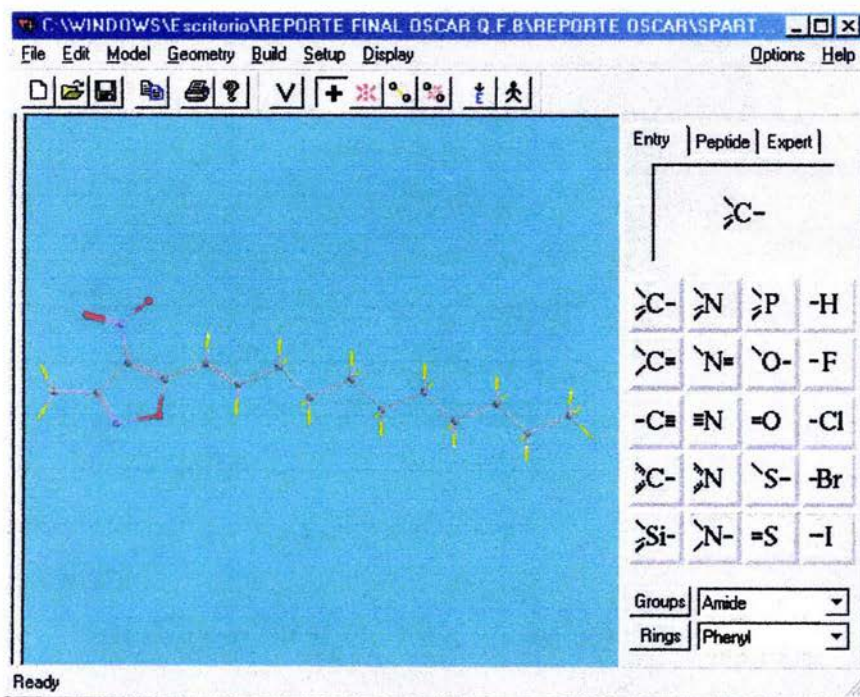 C:\WINDOWS\Escritorio\REPORTE FINAL OSCAR Q.F.8\REPORTE OSCAR\SPART...
File Edit Model Geometry Build Setup Display Options Help
? V + E
Entry Peptide Expert
C-
C- N P -H
C= N= O- -F
-C≡ ≡N =O -Cl
C- N S- -Br
Si- N- =S -I
Groups Amide
Rings Phenyl
Ready